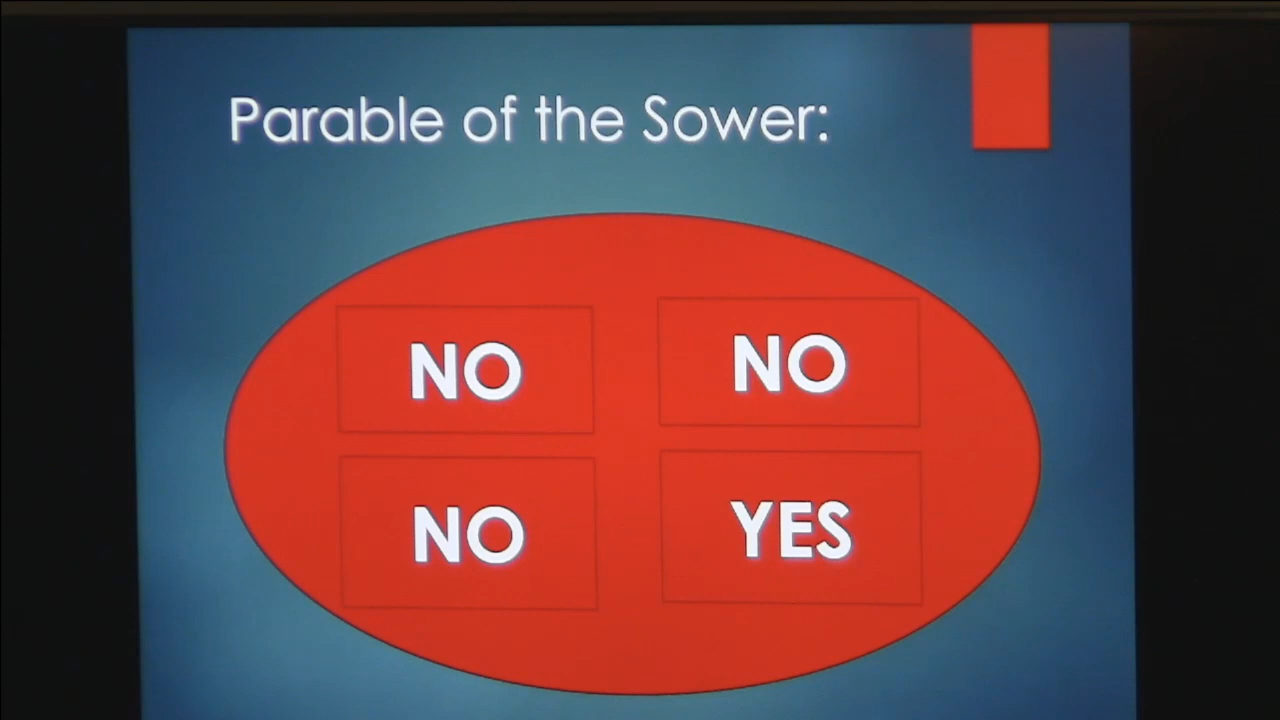 Parable of the Sower:
NO NO
NO YES